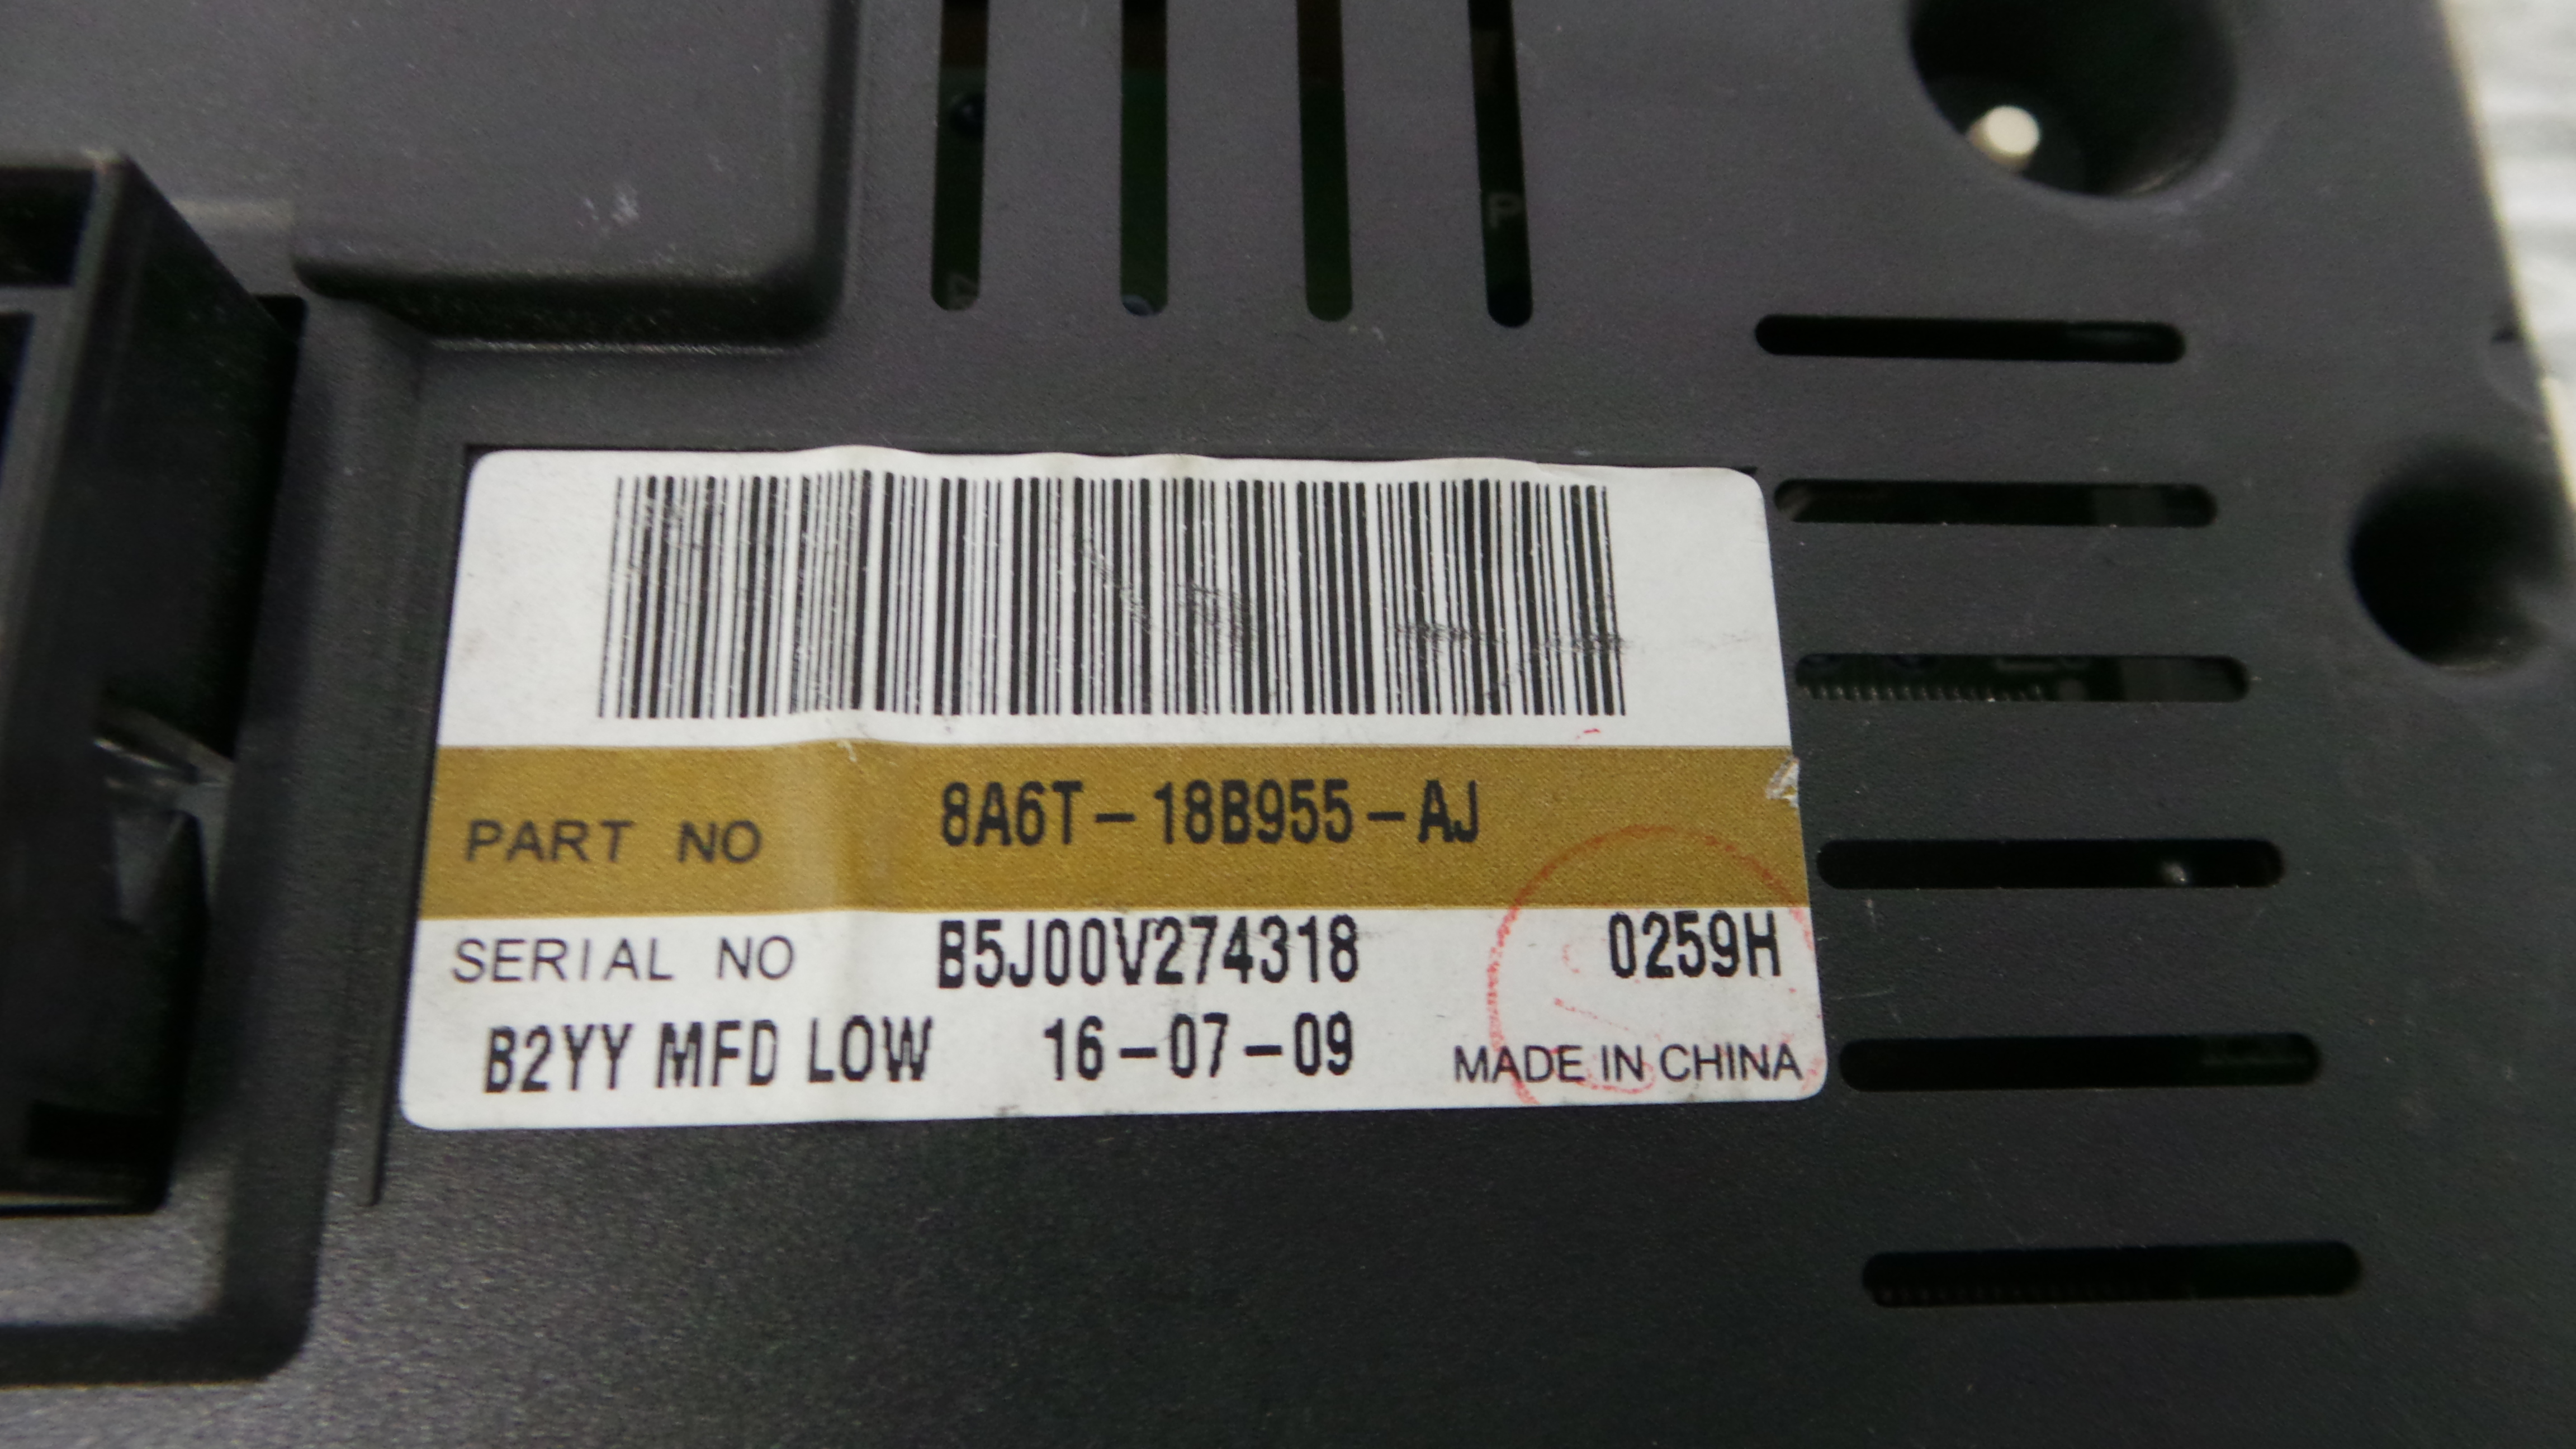 P
PART NO 8A6T-18B955-AJ
SERIAL NO B5J00V274318 0259H
B2YY MFD LOW 16-07-09 MADE IN CHINA